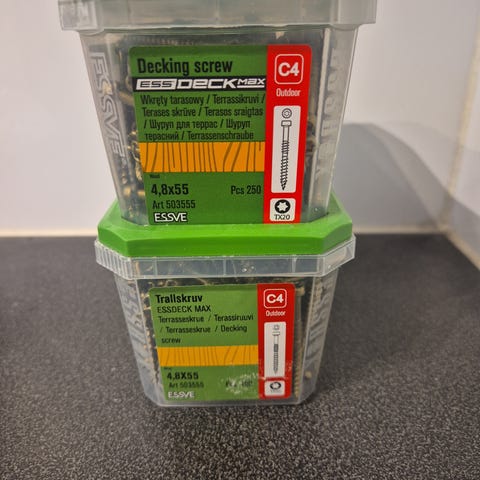 Decking screw
ESSDECK MAX
Wkręty tarasowy / Terrassikruvi /
Terases skrūve / Terasos sraigtas
/ Шуруп для террас / Шуруп
терасний / Terrassenschraube
Wood
4,8x55
Pcs 250
Art 503555
ESSVE
C4
Outdoor
TX20
ESSVE
Trallskruv
ESSDECK MAX
Terrasseskrue / Terassiruuvi
/ Terrasseskrue / Decking
screw
4,8X55
Art 503555
ESSVE
C4
Outdoor